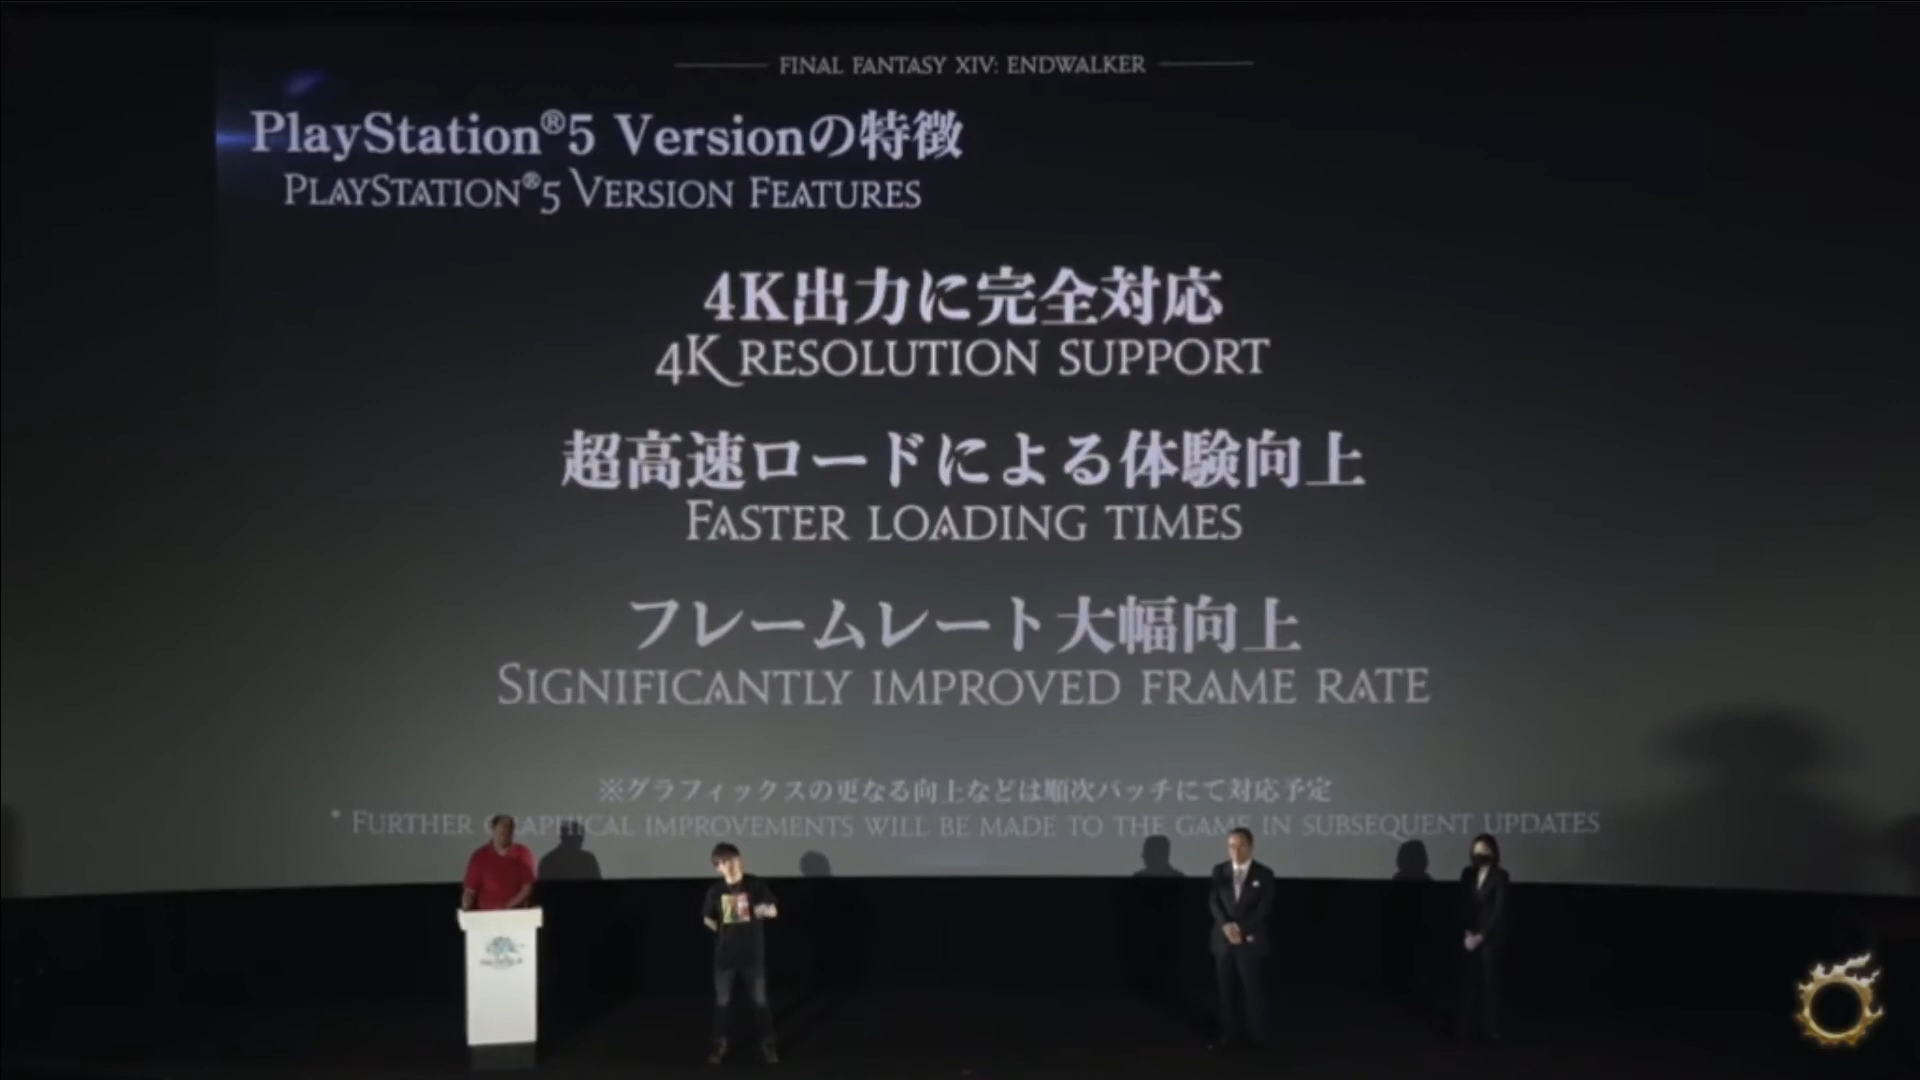 FINAL FANTASY XIV: ENDWALKER
PlayStation®5 Versionの特徴
PLAYSTATION®5 VERSION FEATURES
4K出力に完全対応
4K RESOLUTION SUPPORT
超高速ロードによる体験向上
FASTER LOADING TIMES
フレームレート大幅向上
SIGNIFICANTLY IMPROVED FRAME RATE
※グラフィックスの更なる向上などは順次パッチにて対応予定
* FURTHER GRAPHICAL IMPROVEMENTS WILL BE MADE TO THE GAME IN SUBSEQUENT UPDATES